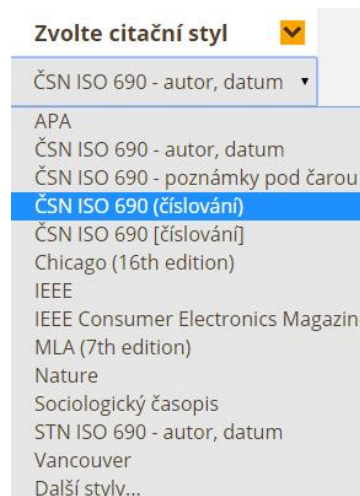 Zvolte citační styl
ČSN ISO 690 - autor, datum
APA
ČSN ISO 690 - autor, datum
ČSN ISO 690 - poznámky pod čarou
ČSN ISO 690 (číslování)
ČSN ISO 690 [číslování]
Chicago (16th edition)
IEEE
IEEE Consumer Electronics Magazin
MLA (7th edition)
Nature
Sociologický časopis
STN ISO 690 - autor, datum
Vancouver
Další styly...